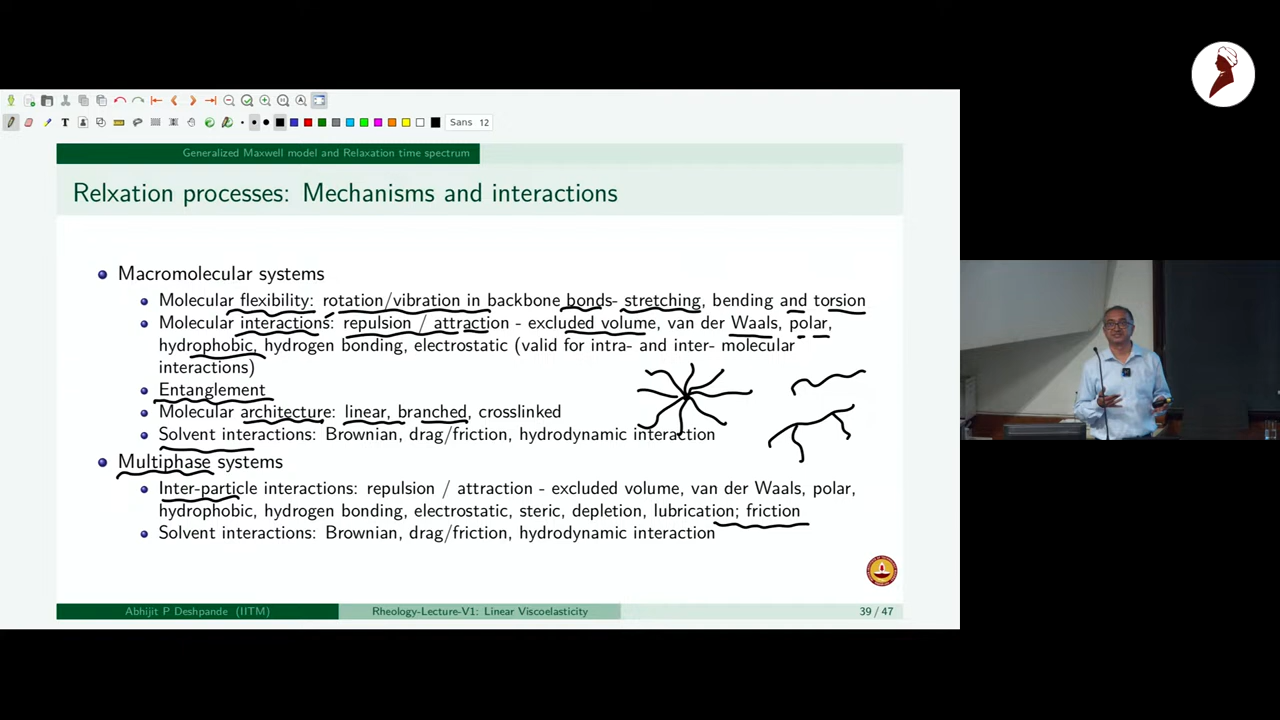 Sans 12
Generalized Maxwell model and Relaxation time spectrum
Relxation processes: Mechanisms and interactions
Macromolecular systems
Molecular flexibility: rotation/vibration in backbone bonds- stretching, bending and torsion
Molecular interactions: repulsion / attraction - excluded volume, van der Waals, polar,
hydrophobic, hydrogen bonding, electrostatic (valid for intra- and inter- molecular
interactions)
Entanglement
Molecular architecture: linear, branched, crosslinked
Solvent interactions: Brownian, drag/friction, hydrodynamic interaction
Multiphase systems
Inter-particle interactions: repulsion / attraction - excluded volume, van der Waals, polar,
hydrophobic, hydrogen bonding, electrostatic, steric, depletion, lubrication; friction
Solvent interactions: Brownian, drag/friction, hydrodynamic interaction
Abhijit P Deshpande (IITM)
Rheology-Lecture-V1: Linear Viscoelasticity
39 / 47